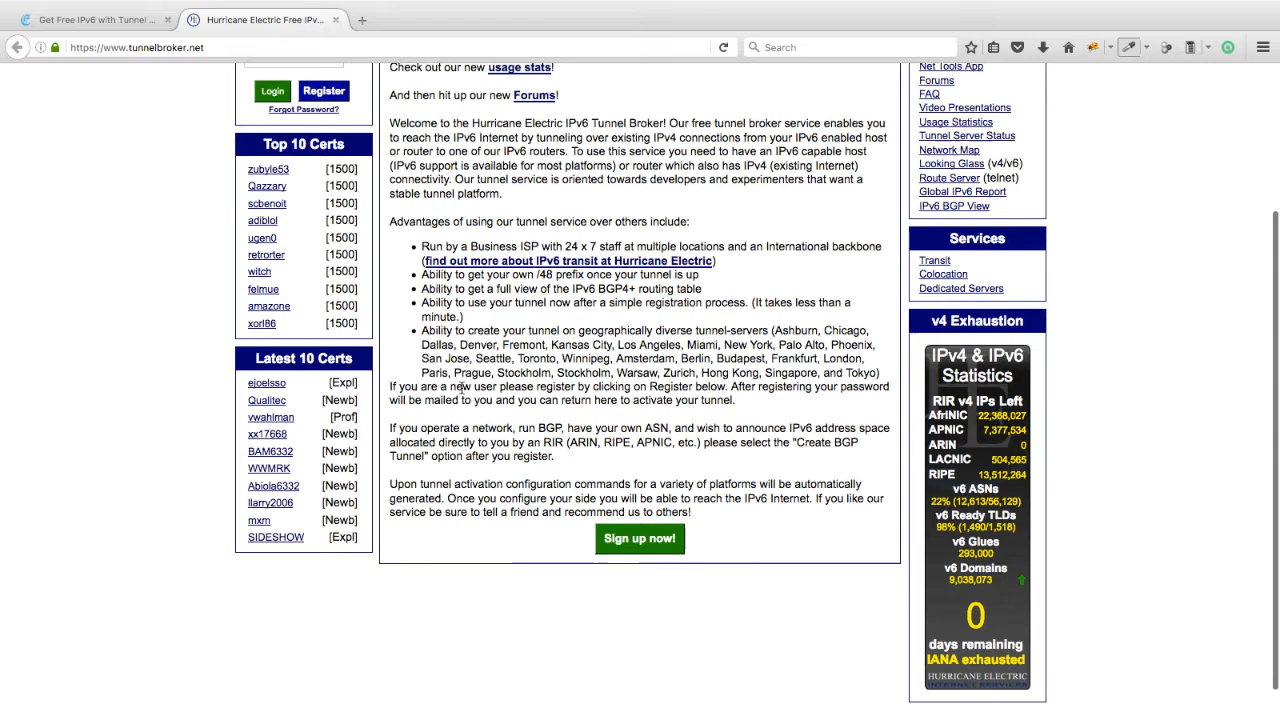 Get Free IPv6 with Tunnel ...
Hurricane Electric Free IPv...
https://www.tunnelbroker.net
Search
Login
Register
Forgot Password?
Top 10 Certs
zubyle53 [1500]
Qazzary [1500]
scbenoit [1500]
adiblol [1500]
ugen0 [1500]
retrorter [1500]
witch [1500]
felmue [1500]
amazone [1500]
xorl86 [1500]
Latest 10 Certs
ejoelsso [Expl]
Qualitec [Newb]
vwahlman [Prof]
xx17668 [Newb]
BAM6332 [Newb]
WWMRK [Newb]
Abiola6332 [Newb]
llarry2006 [Newb]
mxm [Newb]
SIDESHOW [Expl]
Check out our new usage stats!
And then hit up our new Forums!
Welcome to the Hurricane Electric IPv6 Tunnel Broker! Our free tunnel broker service enables you
to reach the IPv6 Internet by tunneling over existing IPv4 connections from your IPv6 enabled host
or router to one of our IPv6 routers. To use this service you need to have an IPv6 capable host
(IPv6 support is available for most platforms) or router which also has IPv4 (existing Internet)
connectivity. Our tunnel service is oriented towards developers and experimenters that want a
stable tunnel platform.
Advantages of using our tunnel service over others include:
• Run by a Business ISP with 24 x 7 staff at multiple locations and an International backbone
(find out more about IPv6 transit at Hurricane Electric)
• Ability to get your own /48 prefix once your tunnel is up
• Ability to get a full view of the IPv6 BGP4+ routing table
• Ability to use your tunnel now after a simple registration process. (It takes less than a
minute.)
• Ability to create your tunnel on geographically diverse tunnel-servers (Ashburn, Chicago,
Dallas, Denver, Fremont, Kansas City, Los Angeles, Miami, New York, Palo Alto, Phoenix,
San Jose, Seattle, Toronto, Winnipeg, Amsterdam, Berlin, Budapest, Frankfurt, London,
Paris, Prague, Stockholm, Stockholm, Warsaw, Zurich, Hong Kong, Singapore, and Tokyo)
If you are a new user please register by clicking on Register below. After registering your password
will be mailed to you and you can return here to activate your tunnel.
If you operate a network, run BGP, have your own ASN, and wish to announce IPv6 address space
allocated directly to you by an RIR (ARIN, RIPE, APNIC, etc.) please select the "Create BGP
Tunnel" option after you register.
Upon tunnel activation configuration commands for a variety of platforms will be automatically
generated. Once you configure your side you will be able to reach the IPv6 Internet. If you like our
service be sure to tell a friend and recommend us to others!
Sign up now!
Net Tools App
Forums
FAQ
Video Presentations
Usage Statistics
Tunnel Server Status
Network Map
Looking Glass (v4/v6)
Route Server (telnet)
Global IPv6 Report
IPv6 BGP View
Services
Transit
Colocation
Dedicated Servers
v4 Exhaustion
IPv4 & IPv6
Statistics
RIR v4 IPs Left
AfriNIC 22,368,027
APNIC 7,377,534
ARIN 0
LACNIC 504,565
RIPE 13,512,264
v6 ASNs
22% (12,613/56,129)
v6 Ready TLDs
98% (1,490/1,518)
v6 Glues
293,000
v6 Domains
9,038,073
0
days remaining
IANA exhausted
HURRICANE ELECTRIC
INTERNET SERVICES